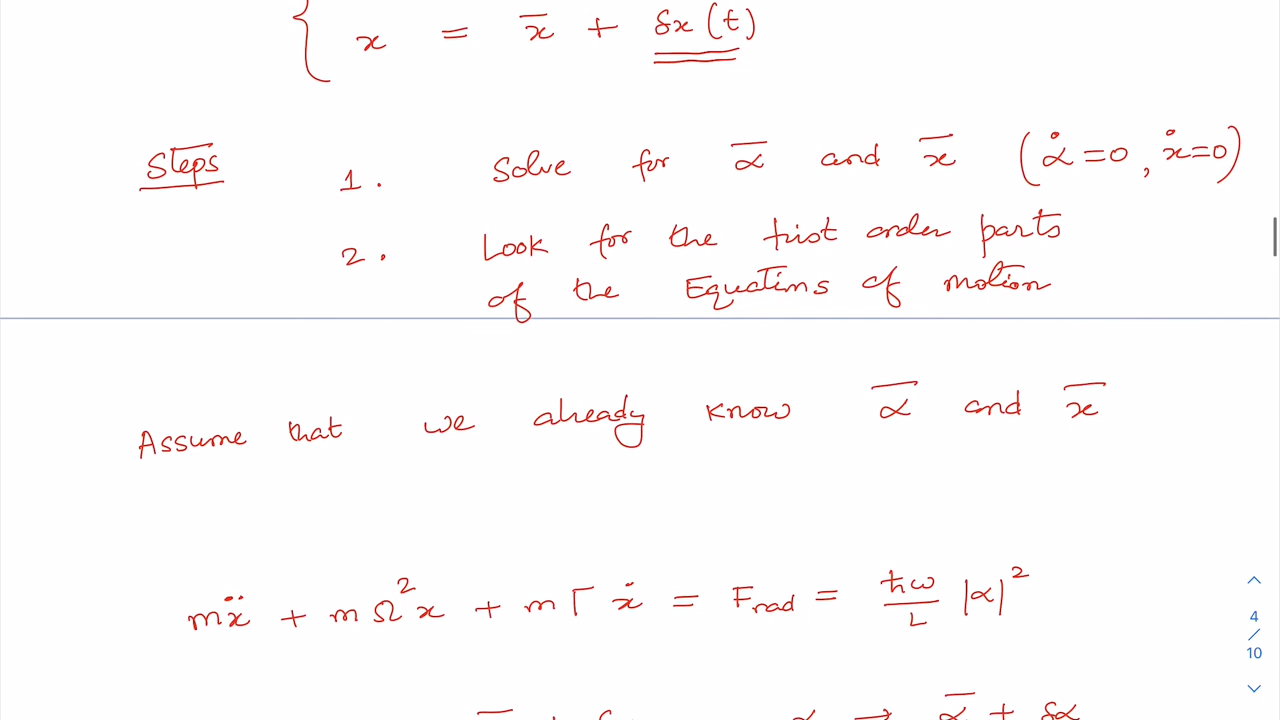 x = x̄ + δx(t)
Steps 1. Solve for ᾱ and x̄ (α̇=0, ẋ=0)
2. Look for the first order parts
of the Equations of motion
Assume that we already know ᾱ and x̄
mẍ + mΩ²x + mΓẋ = F_rad = ħω/L |α|²
α → ᾱ + δα
4
/
10